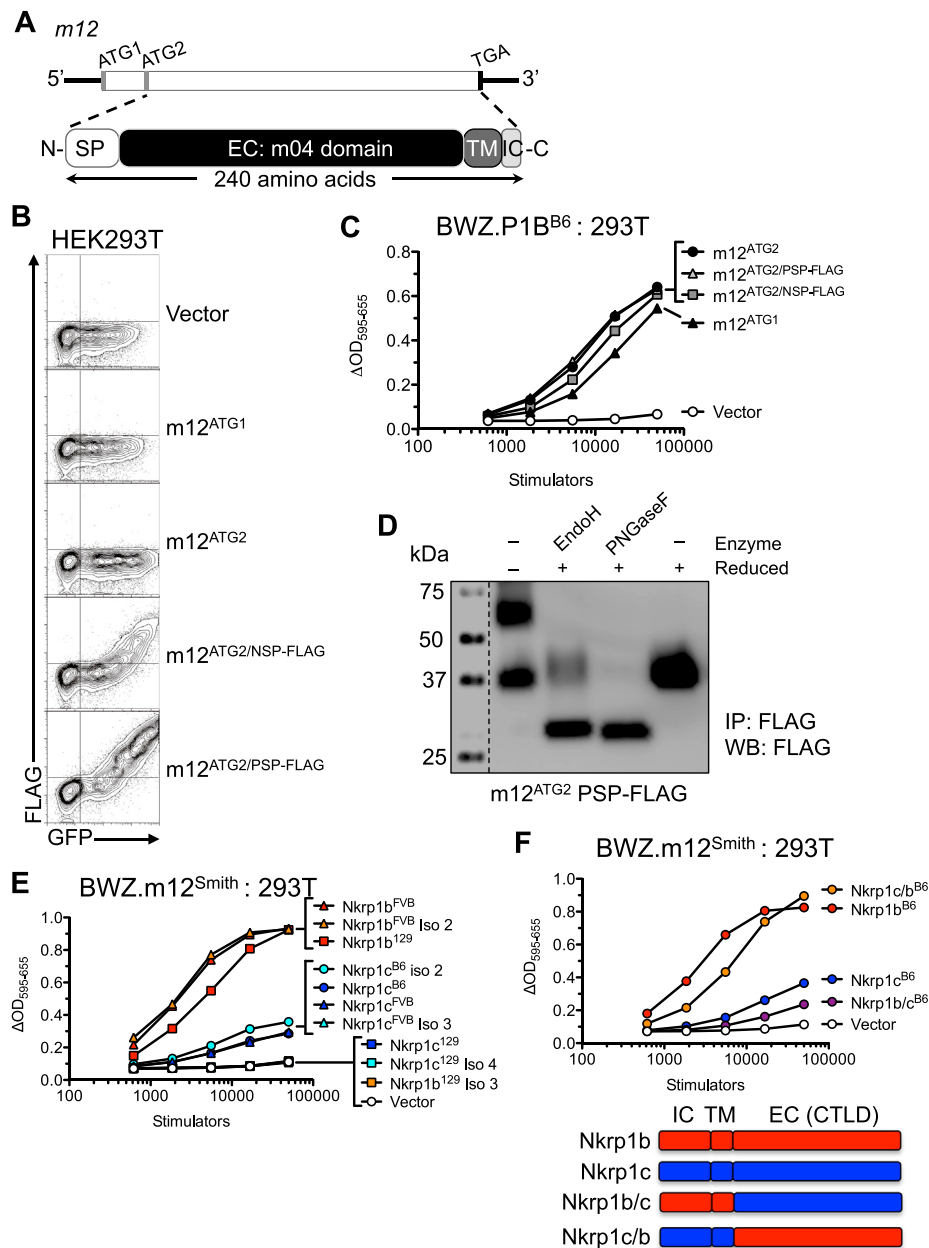 A
m12
ATG1
ATG2
TGA
5’
3’
N-
SP
EC: m04 domain
TM
IC
-C
240 amino acids
B
HEK293T
Vector
m12ATG1
m12ATG2
m12ATG2/NSP-FLAG
m12ATG2/PSP-FLAG
FLAG
GFP
C
BWZ.P1BB6 : 293T
0.8
0.6
0.4
0.2
0.0
ΔOD595-655
100
1000
10000
100000
Stimulators
m12ATG2
m12ATG2/PSP-FLAG
m12ATG2/NSP-FLAG
m12ATG1
Vector
D
kDa
– EndoH PNGaseF – Enzyme
– + + + Reduced
75
50
37
25
IP: FLAG
WB: FLAG
m12ATG2 PSP-FLAG
E
BWZ.m12Smith : 293T
1.0
0.8
0.6
0.4
0.2
0.0
ΔOD595-655
100
1000
10000
100000
Stimulators
Nkrp1bFVB
Nkrp1bFVB Iso 2
Nkrp1b129
Nkrp1cB6 iso 2
Nkrp1cB6
Nkrp1cFVB
Nkrp1cFVB Iso 3
Nkrp1c129
Nkrp1c129 Iso 4
Nkrp1b129 Iso 3
Vector
F
BWZ.m12Smith : 293T
1.0
0.8
0.6
0.4
0.2
0.0
ΔOD595-655
100
1000
10000
100000
Stimulators
Nkrp1c/bB6
Nkrp1bB6
Nkrp1cB6
Nkrp1b/cB6
Vector
IC TM EC (CTLD)
Nkrp1b
Nkrp1c
Nkrp1b/c
Nkrp1c/b